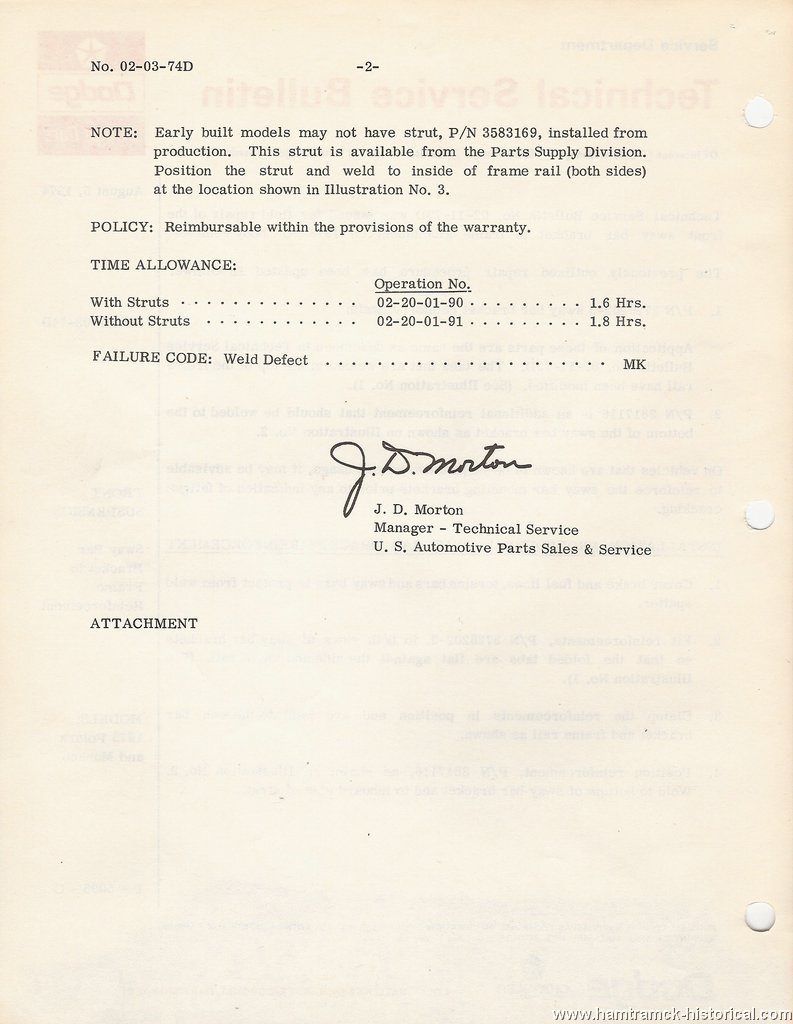 No. 02-03-74D -2-
NOTE: Early built models may not have strut, P/N 3583169, installed from
production. This strut is available from the Parts Supply Division.
Position the strut and weld to inside of frame rail (both sides)
at the location shown in Illustration No. 3.
POLICY: Reimbursable within the provisions of the warranty.
TIME ALLOWANCE:
Operation No.
With Struts . . . . . . . . . . . . . . 02-20-01-90 . . . . . . . . . 1.6 Hrs.
Without Struts . . . . . . . . . . . . 02-20-01-91 . . . . . . . . . 1.8 Hrs.
FAILURE CODE: Weld Defect . . . . . . . . . . . . . . . . . . . . . . MK
J. D. Morton
J. D. Morton
Manager - Technical Service
U. S. Automotive Parts Sales & Service
ATTACHMENT
www.hamtramck-historical.com